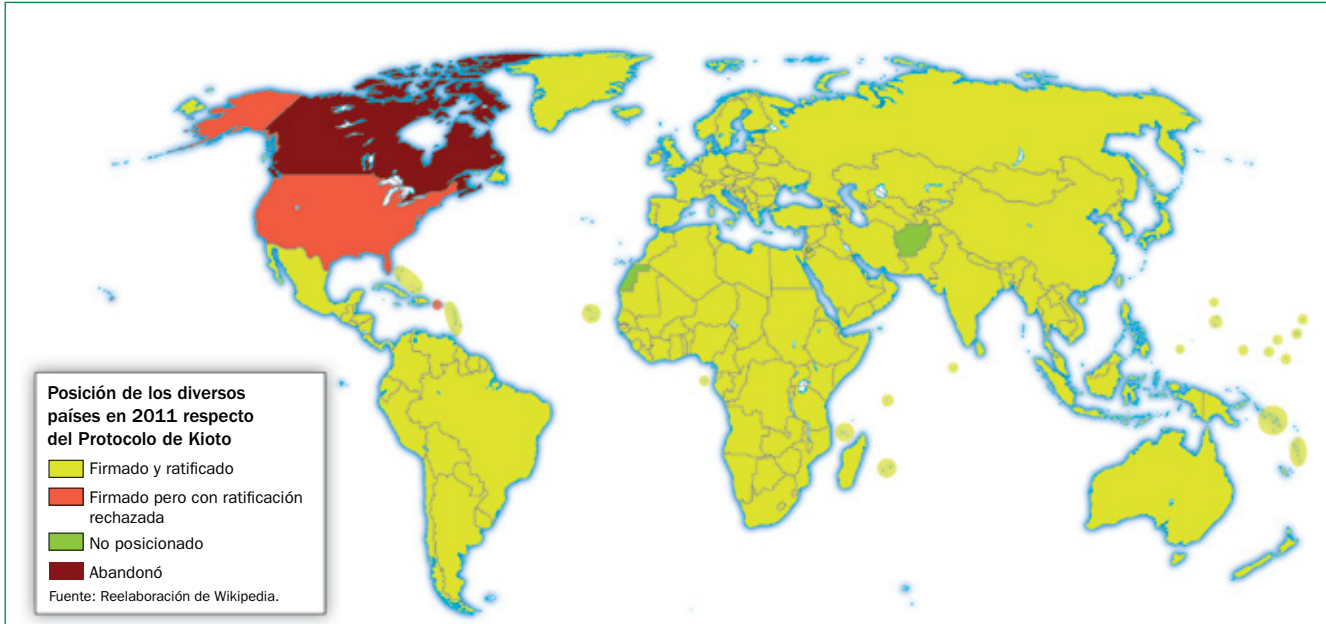 Posición de los diversos
países en 2011 respecto
del Protocolo de Kioto
Firmado y ratificado
Firmado pero con ratificación
rechazada
No posicionado
Abandonó
Fuente: Reelaboración de Wikipedia.